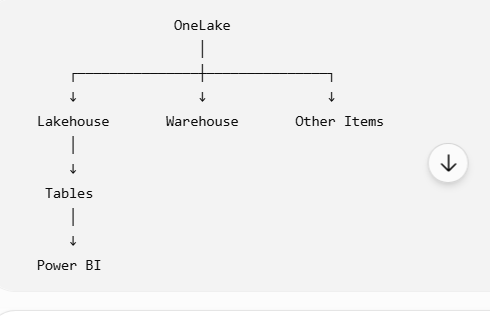 OneLake
Lakehouse Warehouse Other Items
Tables
Power BI